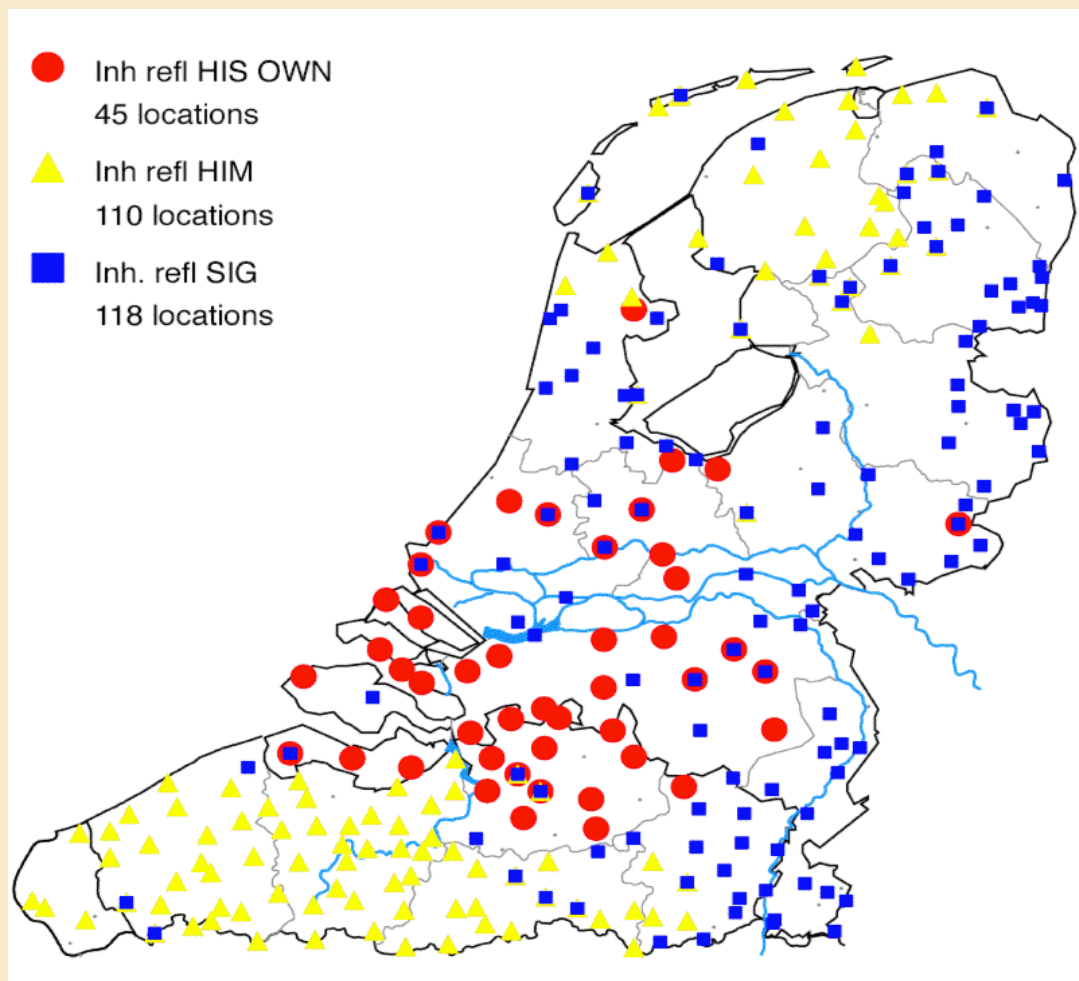 Inh refl HIS OWN
45 locations
Inh refl HIM
110 locations
Inh. refl SIG
118 locations